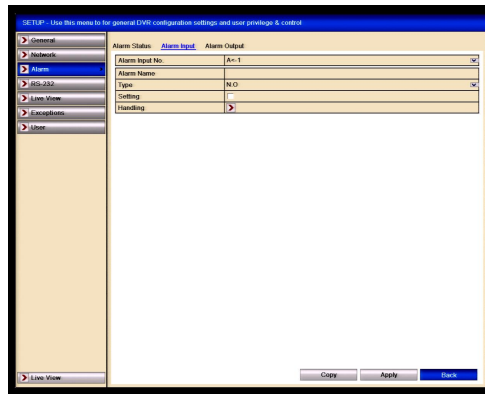 SETUP - Use this menu to for general DVR configuration settings and user privilege & control
General
Network
Alarm
RS-232
Live View
Exceptions
User
Live View
Alarm Status Alarm Input Alarm Output
Alarm Input No. A<-1
Alarm Name
Type N.O
Setting
Handling
Copy Apply Back